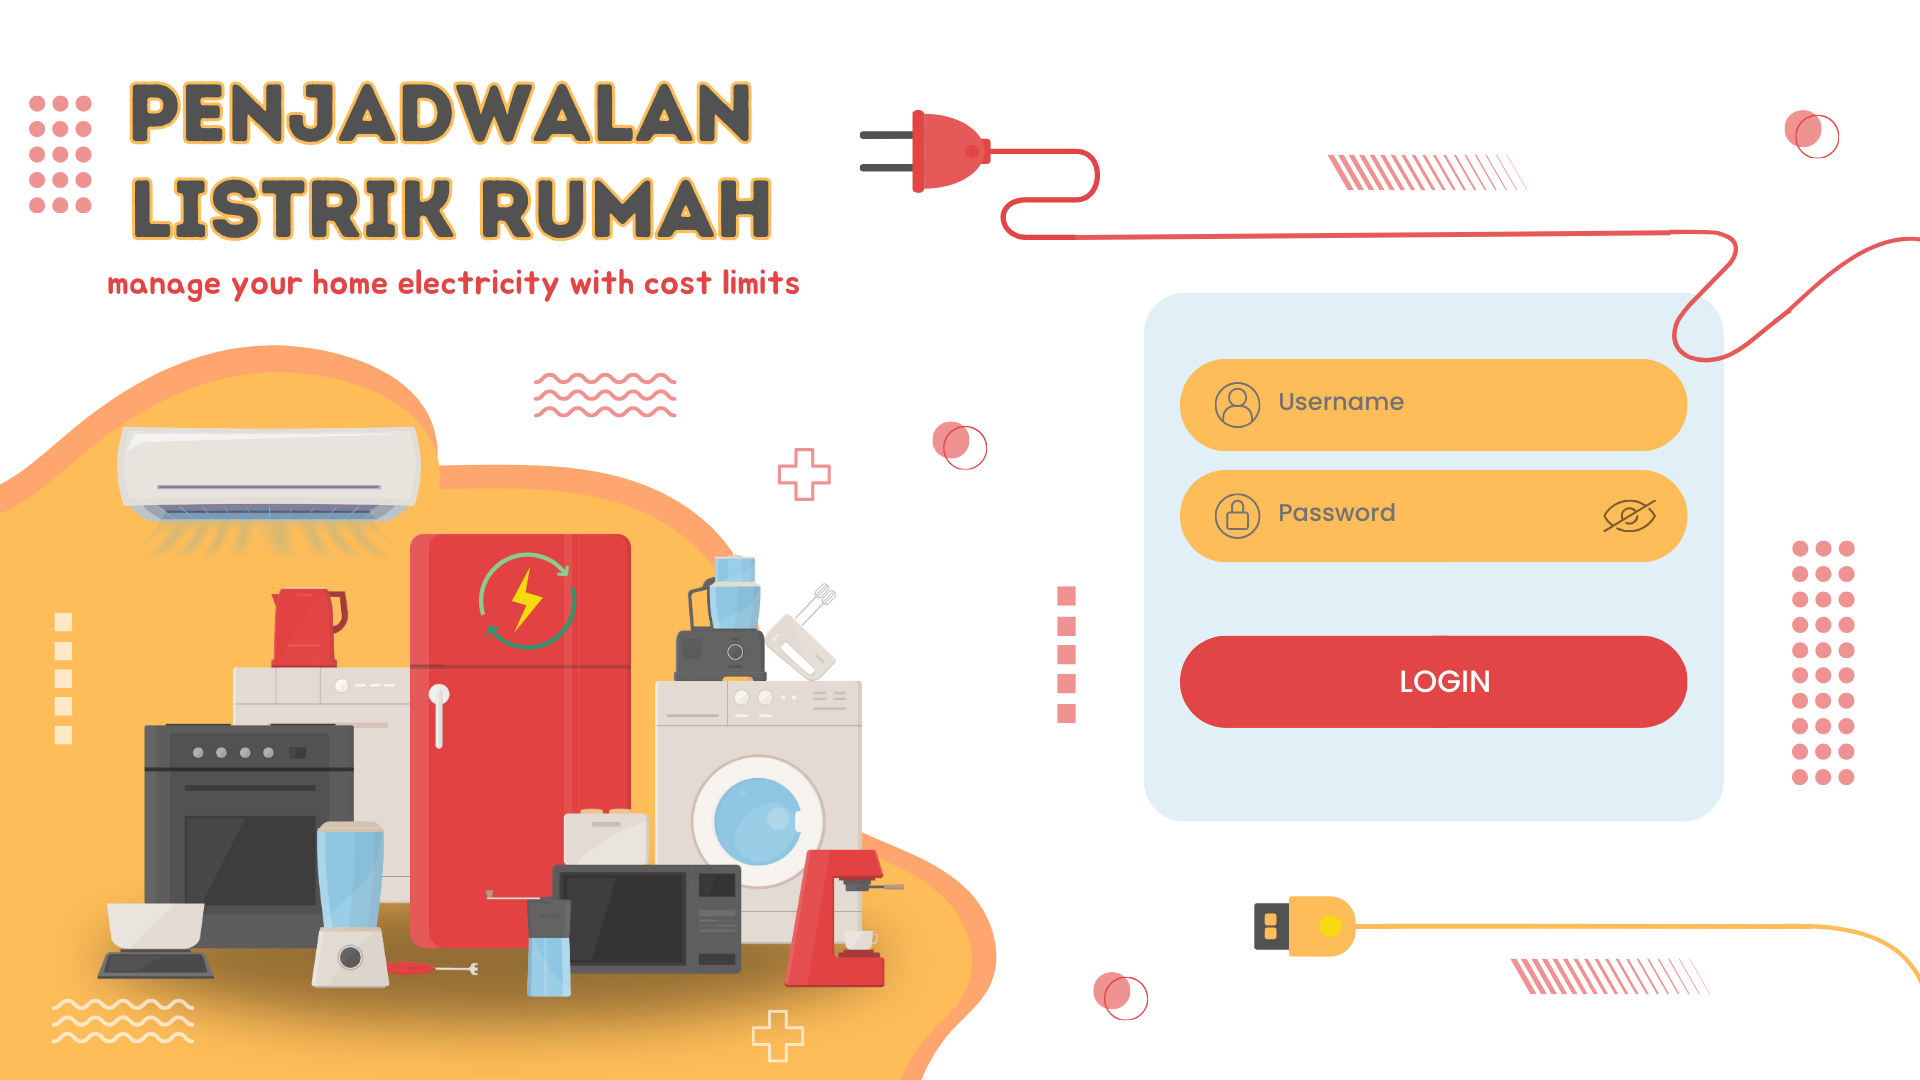 PENJADWALAN
LISTRIK RUMAH
manage your home electricity with cost limits
Username
Password
LOGIN